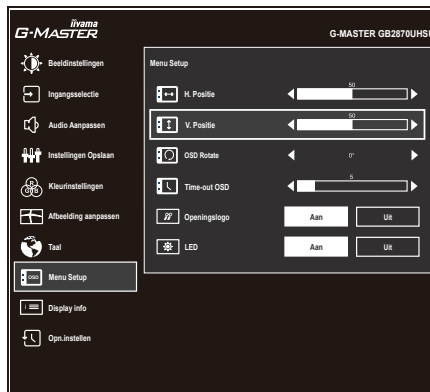 iiyama
G-MASTER
G-MASTER GB2870UHSU
Beeldinstellingen
Ingangsselectie
Audio Aanpassen
Instellingen Opslaan
R
G
B
Kleurinstellingen
Afbeelding aanpassen
Taal
OSD
Menu Setup
Display info
Opn.instellen
Menu Setup
H. Positie
50
V. Positie
50
OSD Rotate
0°
Time-out OSD
5
Openingslogo
Aan
Uit
LED
Aan
Uit